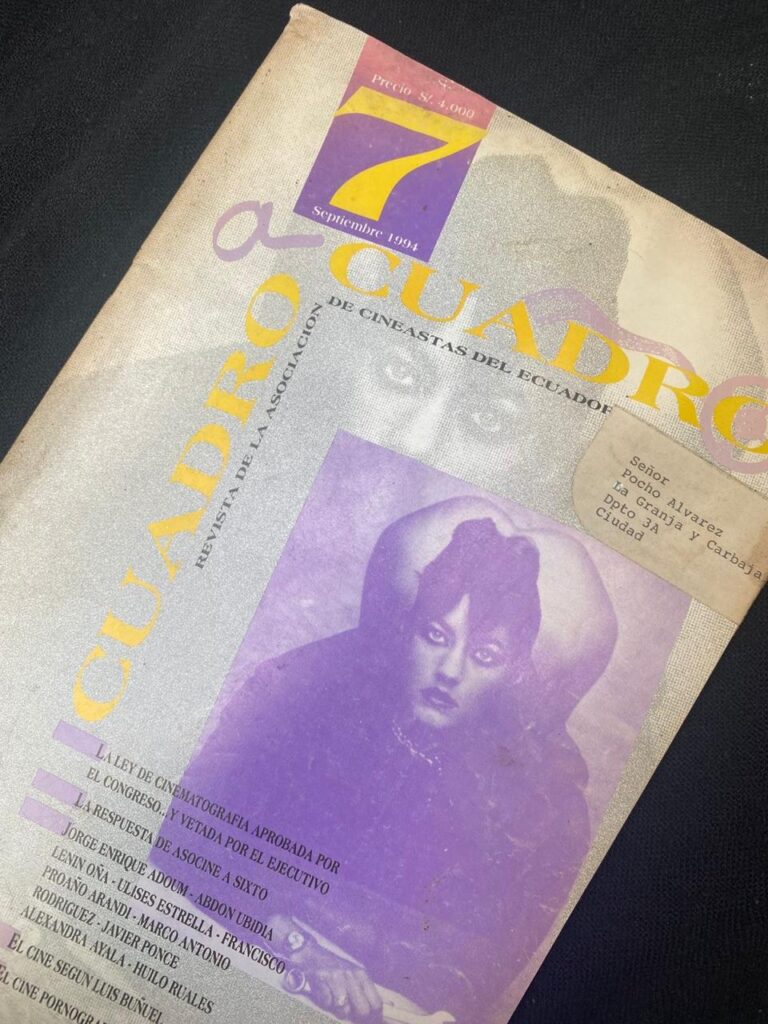 Precio S/. 4.000
7
Septiembre 1994
a
CUADRO
CUADRO
REVISTA DE LA ASOCIACION
DE CINEASTAS DEL ECUADOR
Señor
Pocho Alvarez
La Granja y Carbajal
Dpto 3A
Ciudad
LA LEY DE CINEMATOGRAFIA APROBADA POR
EL CONGRESO... Y VETADA POR EL EJECUTIVO
LA RESPUESTA DE ASOCINE A SIXTO
JORGE ENRIQUE ADOUM - ABDON UBIDIA
LENIN OÑA - ULISES ESTRELLA - FRANCISCO
PROAÑO ARANDI - MARCO ANTONIO
RODRIGUEZ - JAVIER PONCE
ALEXANDRA AYALA - HUILO RUALES
EL CINE SEGUN LUIS BUÑUEL
EL CINE